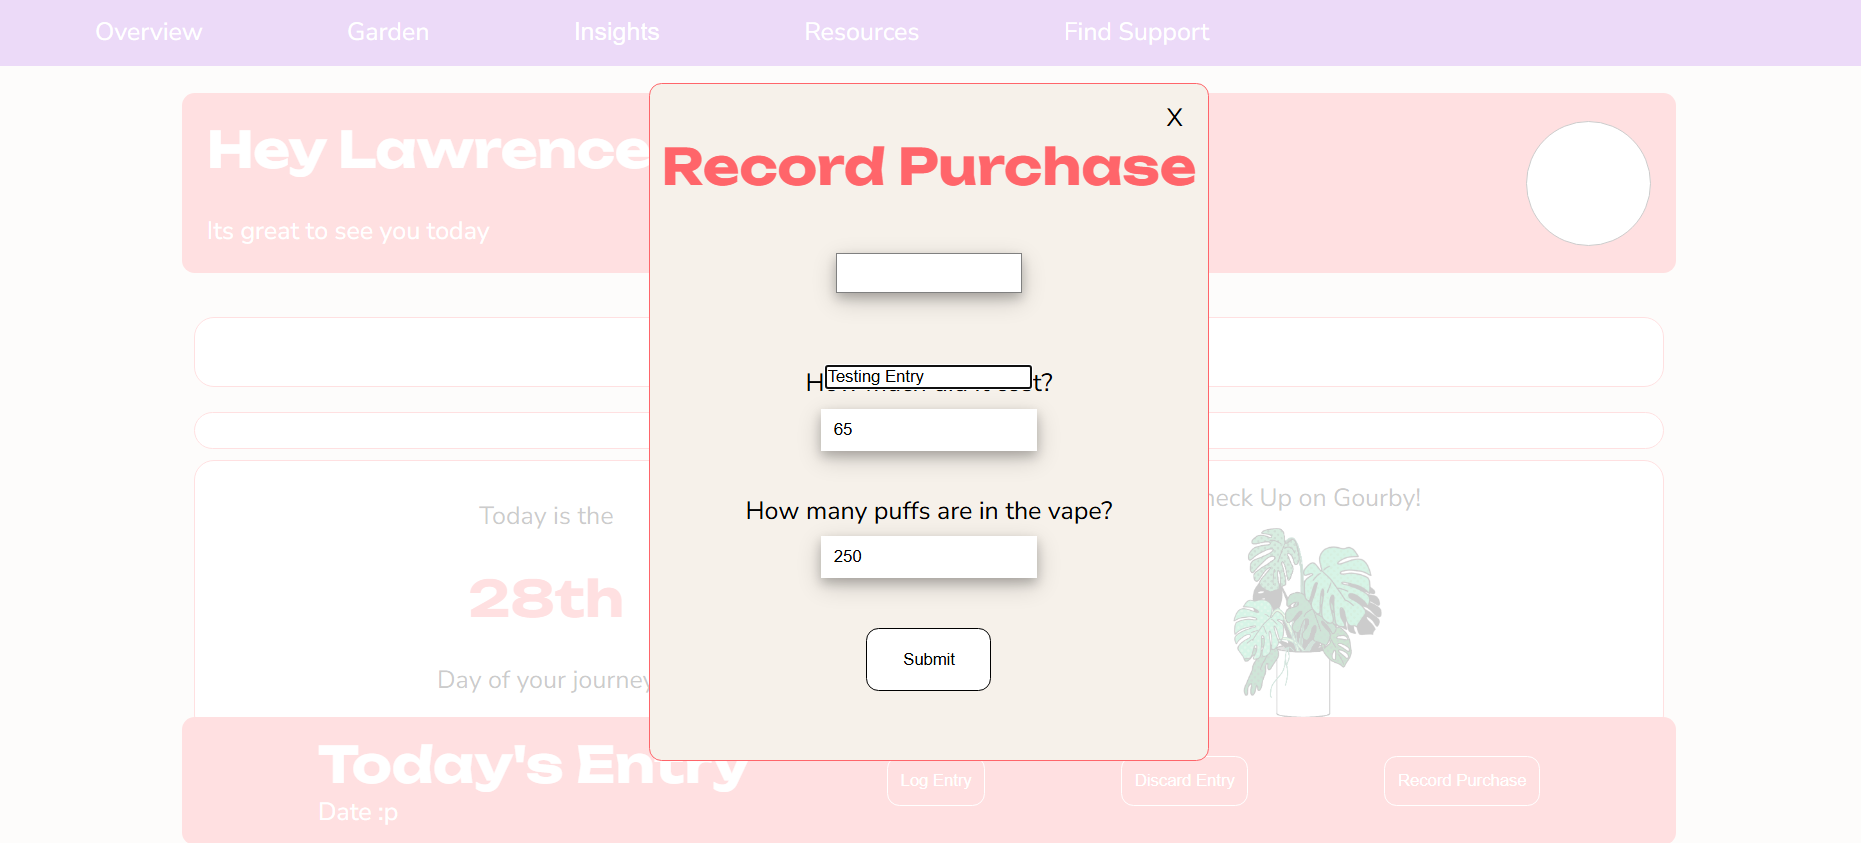 Overview Garden Insights Resources Find Support
X
Hey Lawrence
Record Purchase
Its great to see you today
Testing Entry
65
How many puffs are in the vape?
250
Submit
Today is the
28th
Day of your journey
Up on Gourby!
Today's Entry
Date :p
Log Entry Discard Entry Record Purchase